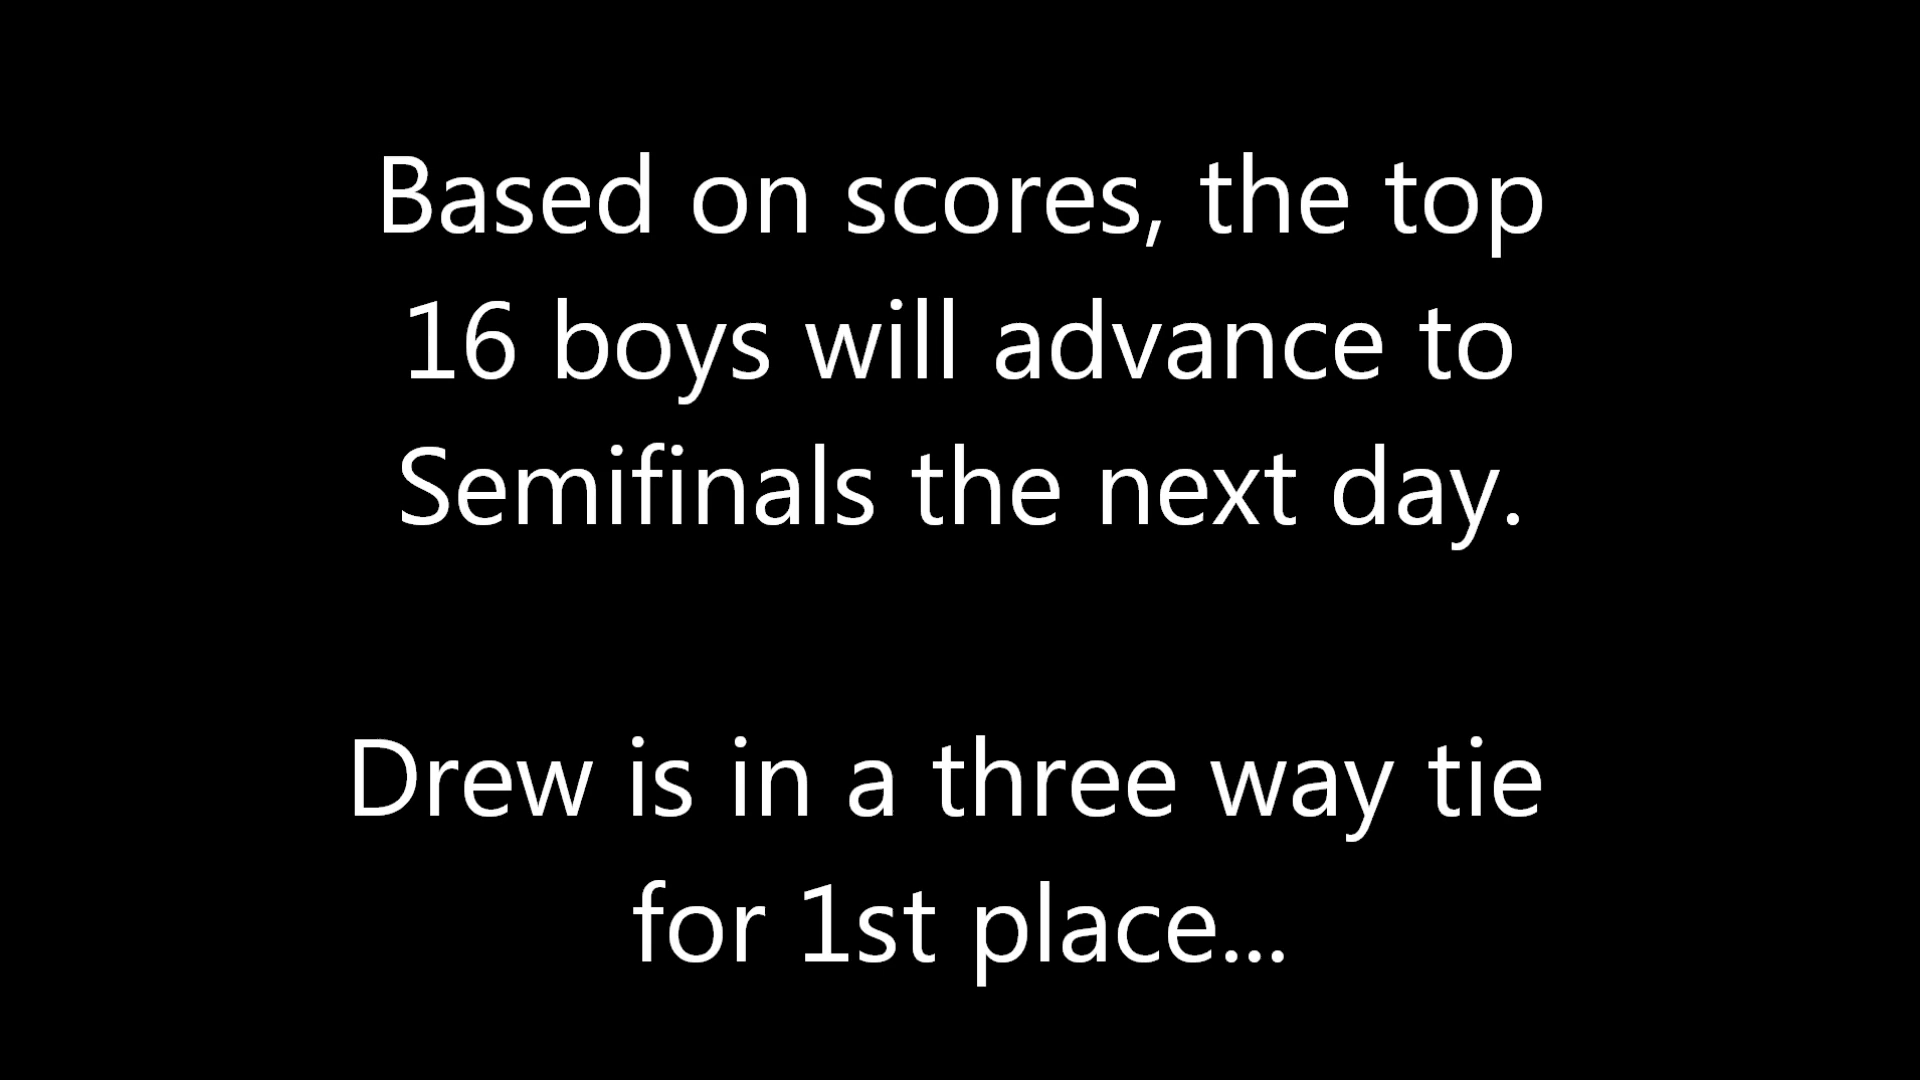 Based on scores, the top
16 boys will advance to
Semifinals the next day.
Drew is in a three way tie
for 1st place...